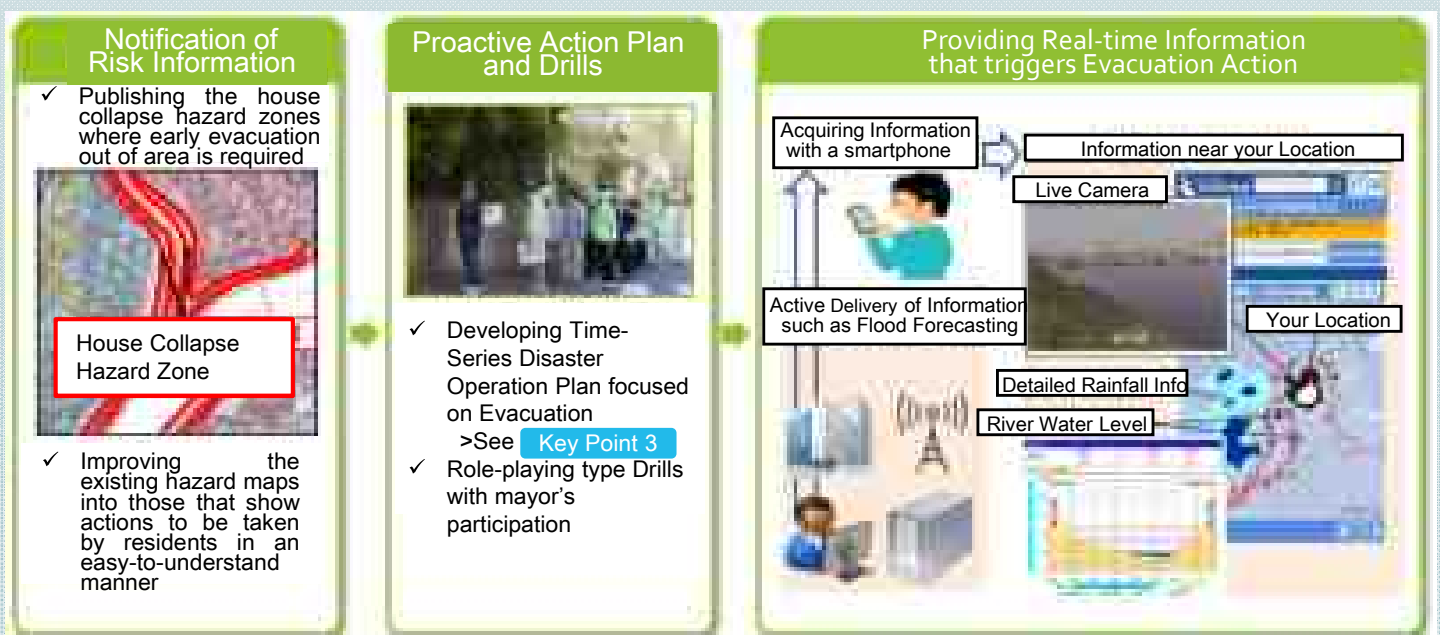 Notification of
Risk Information
✓ Publishing the house
collapse hazard zones
where early evacuation
out of area is required
House Collapse
Hazard Zone
✓ Improving the
existing hazard maps
into those that show
actions to be taken
by residents in an
easy-to-understand
manner
Proactive Action Plan
and Drills
✓ Developing Time-
Series Disaster
Operation Plan focused
on Evacuation
>See Key Point 3
✓ Role-playing type Drills
with mayor's
participation
Providing Real-time Information
that triggers Evacuation Action
Acquiring Information
with a smartphone
Information near your Location
Live Camera
Active Delivery of Information
such as Flood Forecasting
Your Location
Detailed Rainfall Info
River Water Level